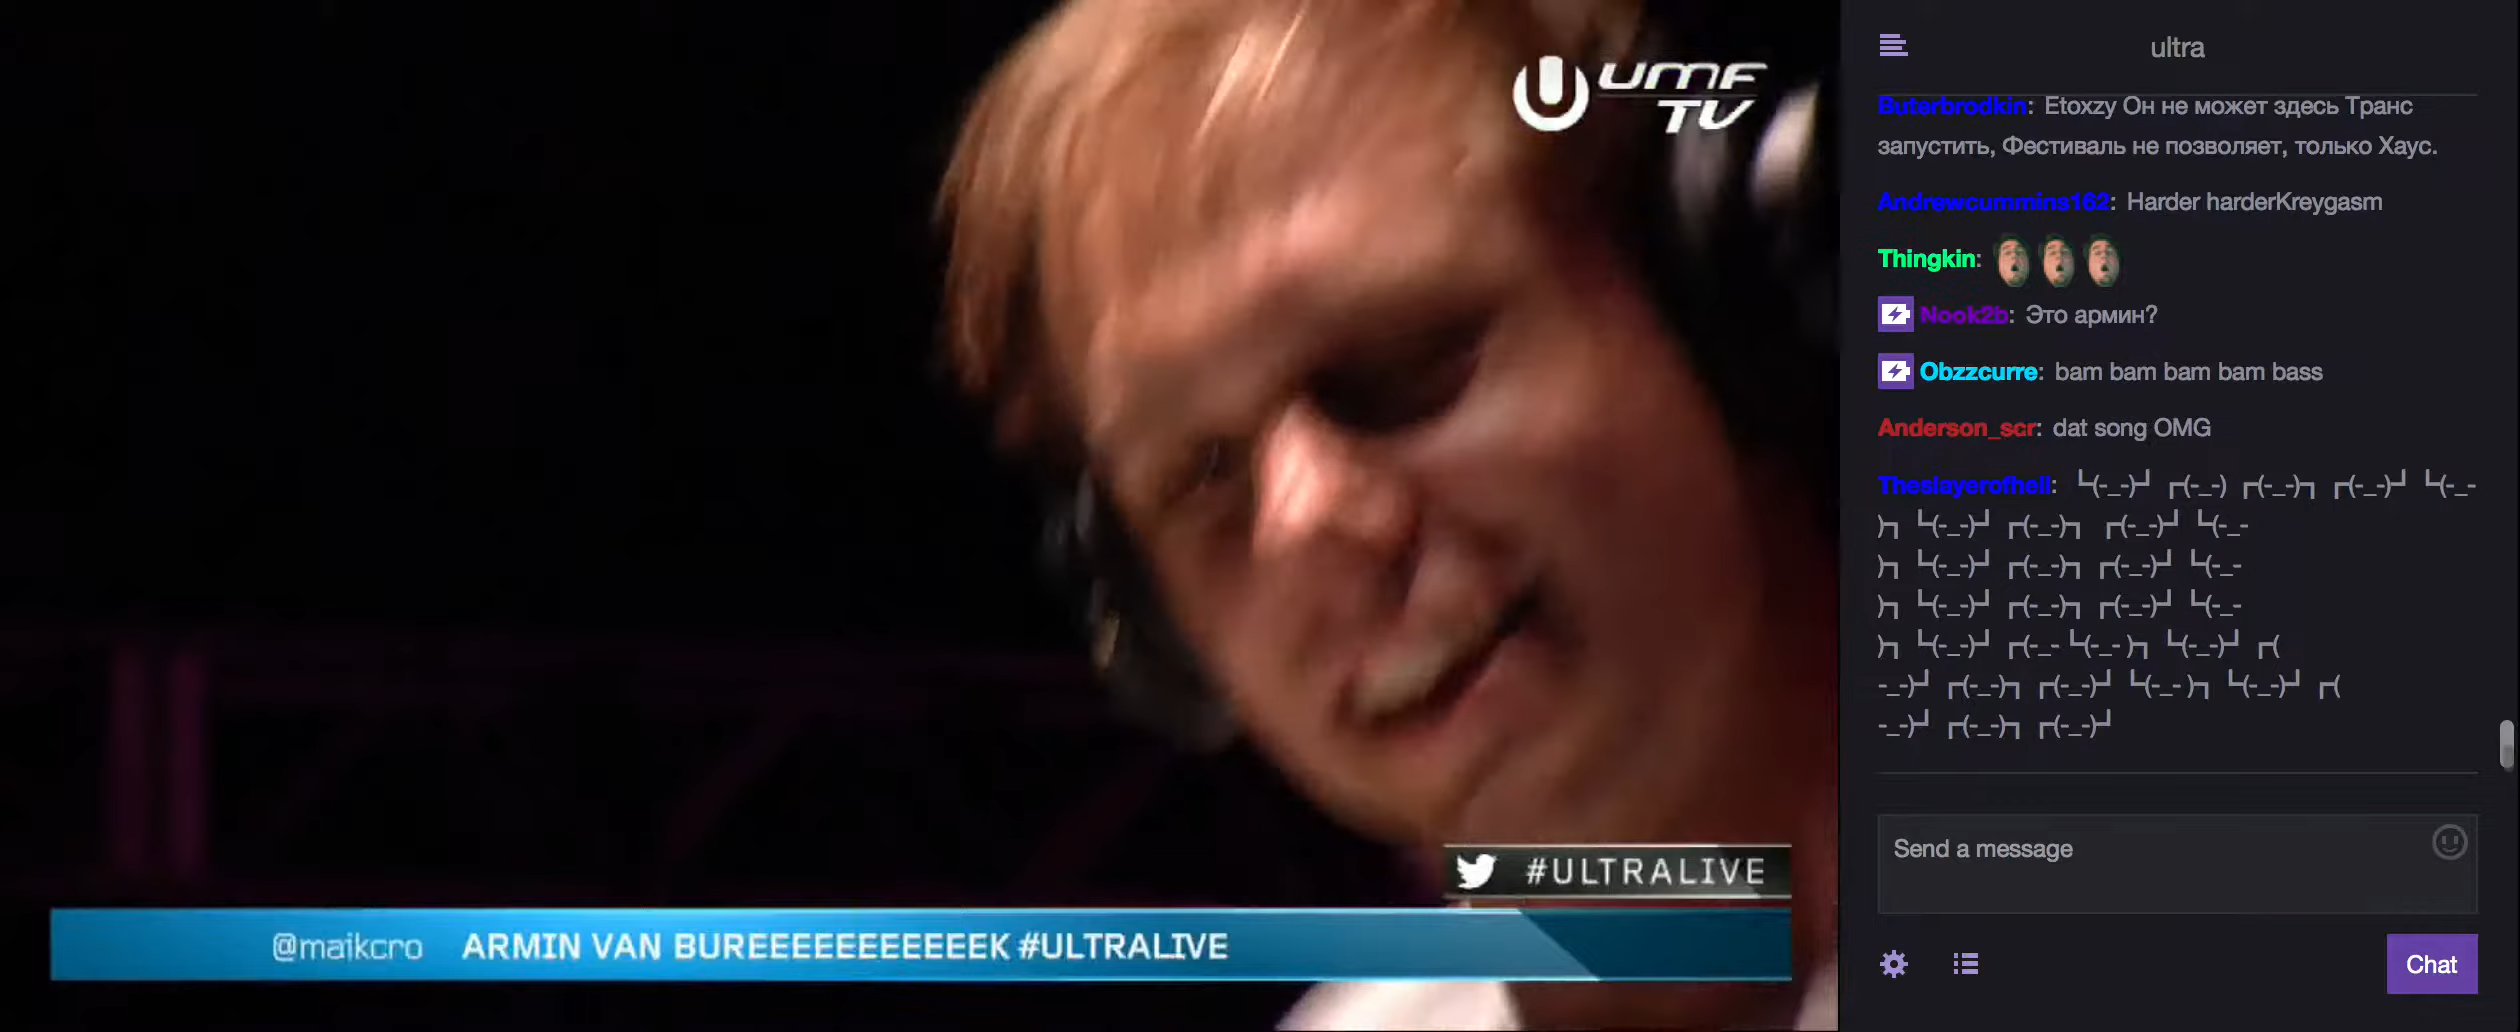 UMF
TV
#ULTRALIVE
@maikcro ARMIN VAN BUREEEEEEEEEEEK #ULTRALIVE
ultra
Buterbrodkin: Etoxzy Он не может здесь Транс
запустить, Фестиваль не позволяет, только Хаус.
Andrewcummins162: Harder harderKreygasm
Thingkin:
Nook2b: Это армин?
Obzzcurre: bam bam bam bam bass
Anderson_scr: dat song OMG
Theslayerofhell: ┗(-_-)┛ ┏(-_-) ┏(-_-)┓ ┏(-_-)┛ ┗(-_-
)┓ ┗(-_-)┛ ┏(-_-)┓ ┏(-_-)┛ ┗(-_-
)┓ ┗(-_-)┛ ┏(-_-)┓ ┏(-_-)┛ ┗(-_-
)┓ ┗(-_-)┛ ┏(-_-)┓ ┏(-_-)┛ ┗(-_-
)┓ ┗(-_-)┛ ┏(-_- ┗(-_- )┓ ┗(-_-)┛ ┏(
-_-)┛ ┏(-_-)┓ ┏(-_-)┛ ┗(-_- )┓ ┗(-_-)┛ ┏(
-_-)┛ ┏(-_-)┓ ┏(-_-)┛
Send a message
Chat